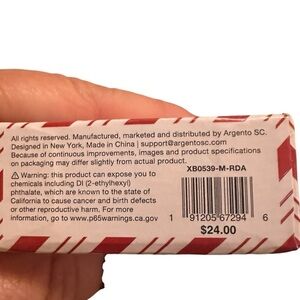 All rights reserved. Manufactured, marketed and distributed by Argento SC.
Designed in New York, Made in China | support@argentosc.com
Because of continuous improvements, images and product specifications
on packaging may differ slightly from actual product.
⚠ Warning: this product can expose you to
chemicals including DI (2-ethylhexyl)
phthalate, which are known to the state of
California to cause cancer and birth defects
or other reproductive harm. For more
information, go to www.p65warnings.ca.gov
XB0539-M-RDA
1 91205 67294 6
$24.00